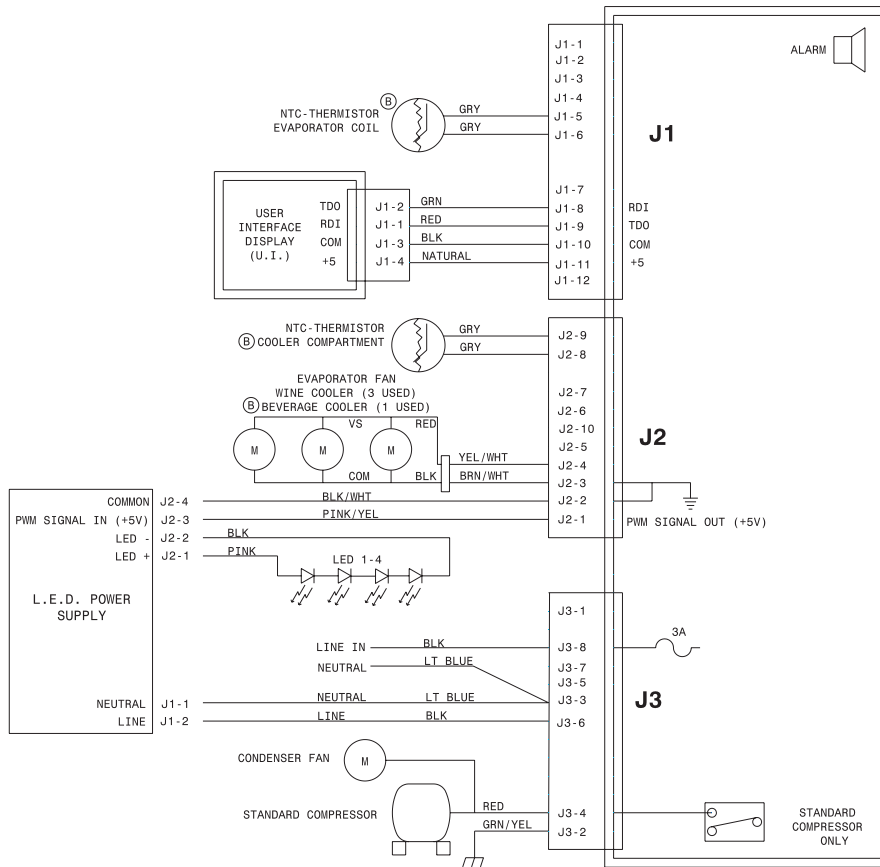 J1-1
ALARM
J1-2
J1-3
J1-4
B
NTC-THERMISTOR
EVAPORATOR COIL
GRY
J1-5
GRY
J1-6
J1
J1-7
USER
INTERFACE
DISPLAY
(U.I.)
TDO
J1-2
GRN
J1-8
RDI
RDI
J1-1
RED
J1-9
TDO
COM
J1-3
BLK
J1-10
COM
+5
J1-4
NATURAL
J1-11
+5
J1-12
NTC-THERMISTOR
B COOLER COMPARTMENT
GRY
J2-9
GRY
J2-8
EVAPORATOR FAN
WINE COOLER (3 USED)
B BEVERAGE COOLER (1 USED)
J2-7
J2-6
J2-10
J2-5
J2
VS
RED
M
M
M
YEL/WHT
J2-4
COM
BLK
BRN/WHT
J2-3
COMMON
J2-4
BLK/WHT
J2-2
PWM SIGNAL IN (+5V)
J2-3
PINK/YEL
J2-1
PWM SIGNAL OUT (+5V)
LED -
J2-2
BLK
LED +
J2-1
PINK
LED 1-4
L.E.D. POWER
SUPPLY
J3-1
3A
LINE IN
BLK
J3-8
NEUTRAL
LT BLUE
J3-7
J3-5
J3
NEUTRAL
J1-1
NEUTRAL
LT BLUE
J3-3
LINE
J1-2
LINE
BLK
J3-6
CONDENSER FAN
M
STANDARD COMPRESSOR
RED
J3-4
GRN/YEL
J3-2
STANDARD
COMPRESSOR
ONLY